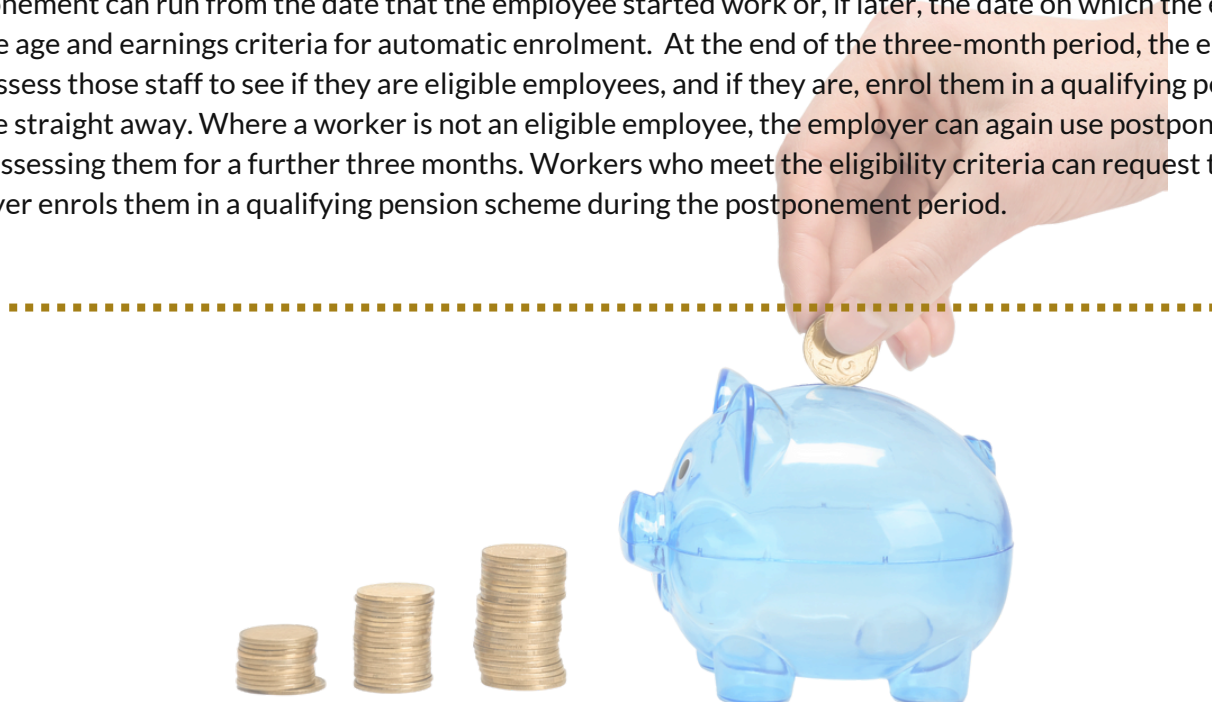 onement can run from the date that the employee started work or, if later, the date on which the e
e age and earnings criteria for automatic enrolment. At the end of the three-month period, the e
ssess those staff to see if they are eligible employees, and if they are, enrol them in a qualifying pe
e straight away. Where a worker is not an eligible employee, the employer can again use postpon
ssessing them for a further three months. Workers who meet the eligibility criteria can request t
yer enrols them in a qualifying pension scheme during the postponement period.